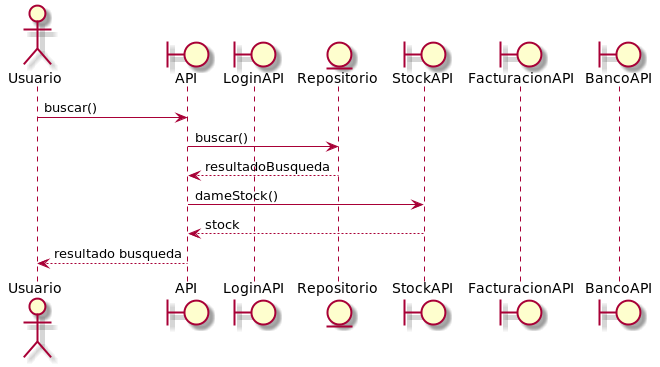 Usuario API LoginAPI Repositorio StockAPI FacturacionAPI BancoAPI
buscar()
buscar()
resultadoBusqueda
dameStock()
stock
resultado busqueda
Usuario API LoginAPI Repositorio StockAPI FacturacionAPI BancoAPI